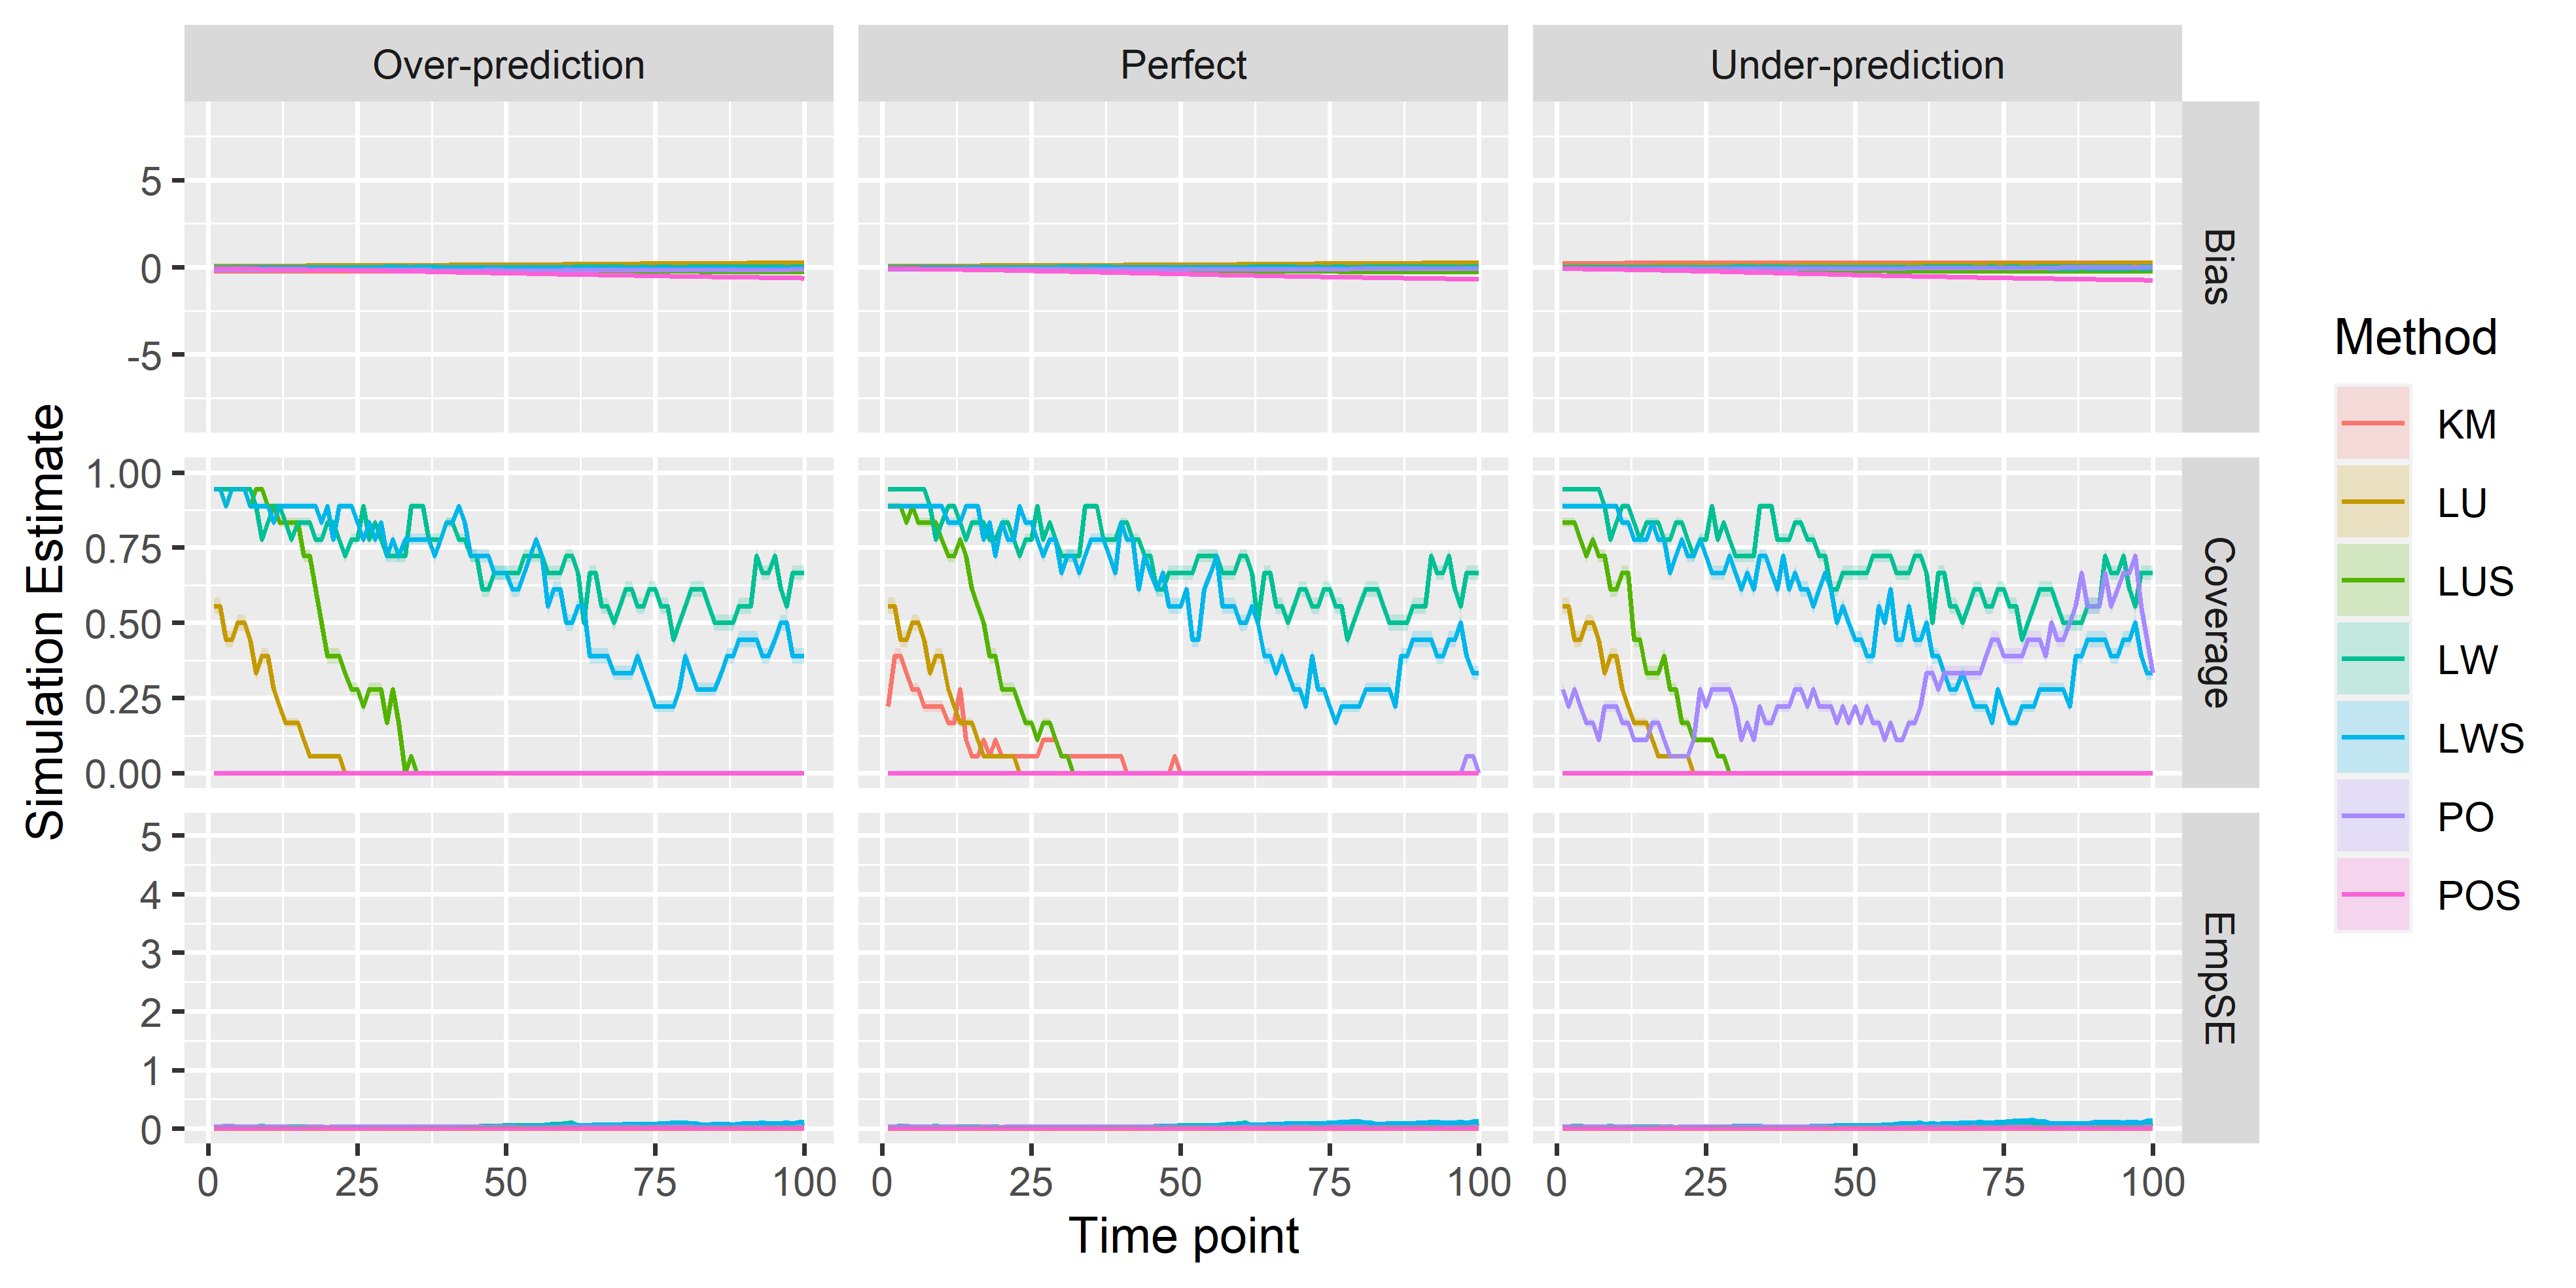 Over-prediction
Perfect
Under-prediction
5
0
-5
Bias
1.00
0.75
0.50
0.25
0.00
Coverage
5
4
3
2
1
0
EmpSE
0 25 50 75 100
0 25 50 75 100
0 25 50 75 100
Time point
Simulation Estimate
Method
KM
LU
LUS
LW
LWS
PO
POS